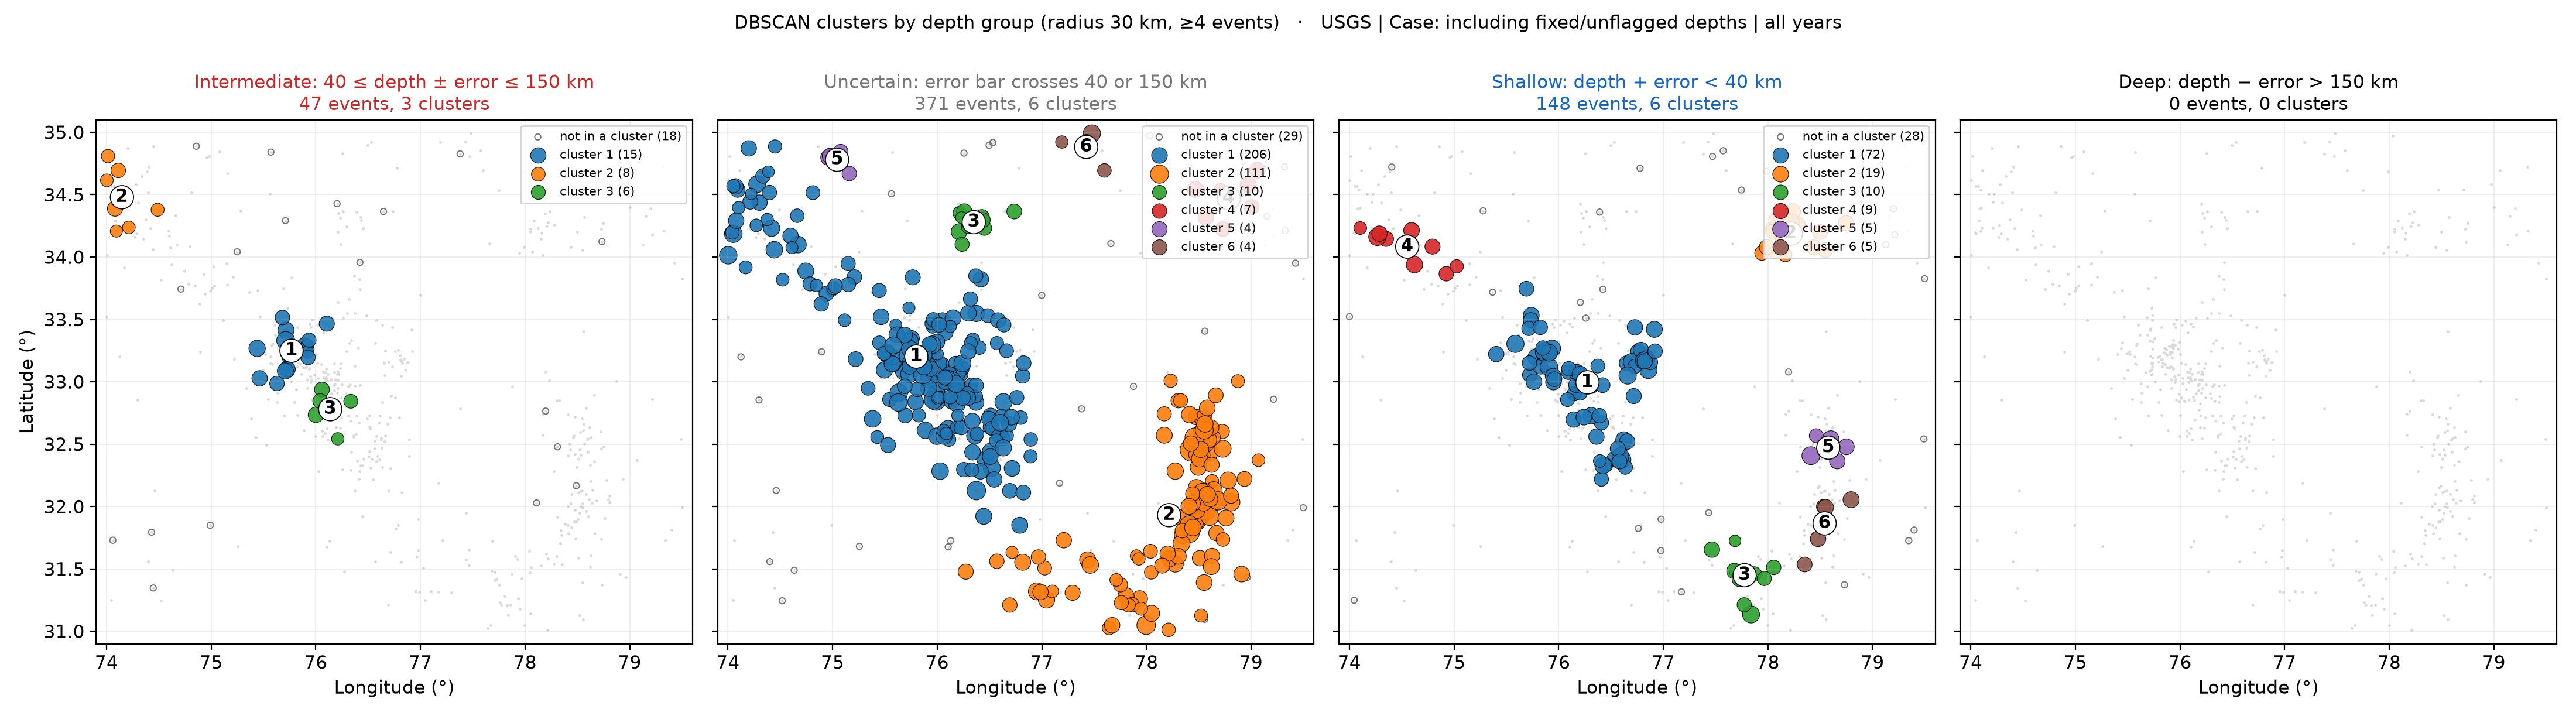 DBSCAN clusters by depth group (radius 30 km, ≥4 events)   ·   USGS | Case: including fixed/unflagged depths | all years
Intermediate: 40 ≤ depth ± error ≤ 150 km
47 events, 3 clusters
not in a cluster (18)
cluster 1 (15)
cluster 2 (8)
cluster 3 (6)
2
1
3
35.0
34.5
34.0
33.5
33.0
32.5
32.0
31.5
31.0
Latitude (°)
74 75 76 77 78 79
Longitude (°)
Uncertain: error bar crosses 40 or 150 km
371 events, 6 clusters
not in a cluster (29)
cluster 1 (206)
cluster 2 (111)
cluster 3 (10)
cluster 4 (7)
cluster 5 (4)
cluster 6 (4)
6
5
4
3
1
2
74 75 76 77 78 79
Longitude (°)
Shallow: depth + error < 40 km
148 events, 6 clusters
not in a cluster (28)
cluster 1 (72)
cluster 2 (19)
cluster 3 (10)
cluster 4 (9)
cluster 5 (5)
cluster 6 (5)
2
4
1
5
6
3
74 75 76 77 78 79
Longitude (°)
Deep: depth − error > 150 km
0 events, 0 clusters
74 75 76 77 78 79
Longitude (°)